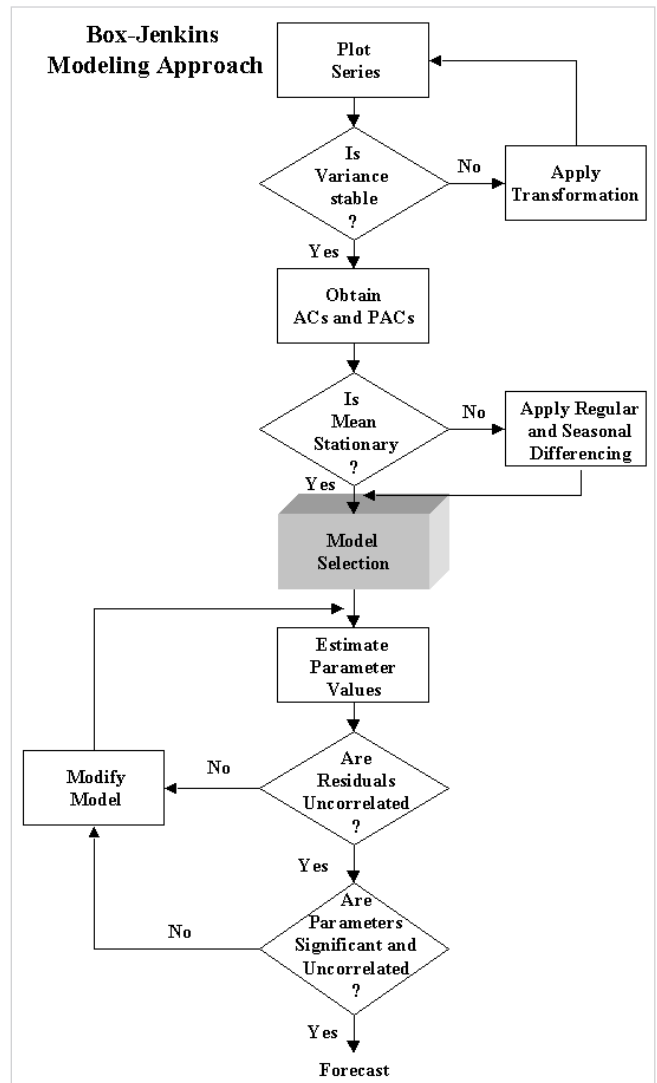 Box-Jenkins
Modeling Approach
Plot
Series
Is
Variance
stable
?
No
Apply
Transformation
Yes
Obtain
ACs and PACs
Is
Mean
Stationary
?
No
Apply Regular
and Seasonal
Differencing
Yes
Model
Selection
Estimate
Parameter
Values
Are
Residuals
Uncorrelated
?
No
Modify
Model
Yes
Are
Parameters
Significant and
Uncorrelated
?
No
Yes
Forecast